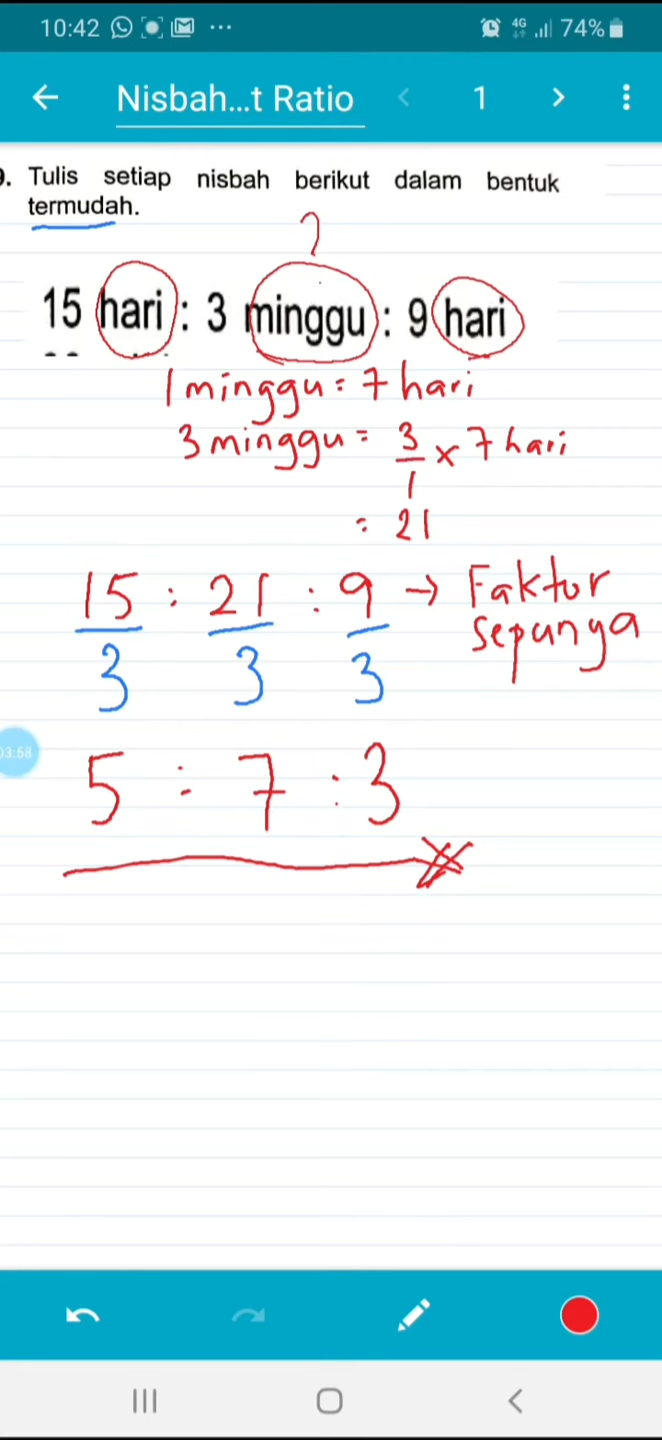 10:42 ... 4G 74%
Nisbah...t Ratio < 1 >
9. Tulis setiap nisbah berikut dalam bentuk
termudah.
?
15 hari : 3 minggu : 9 hari
1 minggu = 7 hari
3 minggu = 3/1 x 7 hari
= 21
15 : 21 : 9 → Faktor
sepunya
3 3 3
03:58
5 : 7 : 3